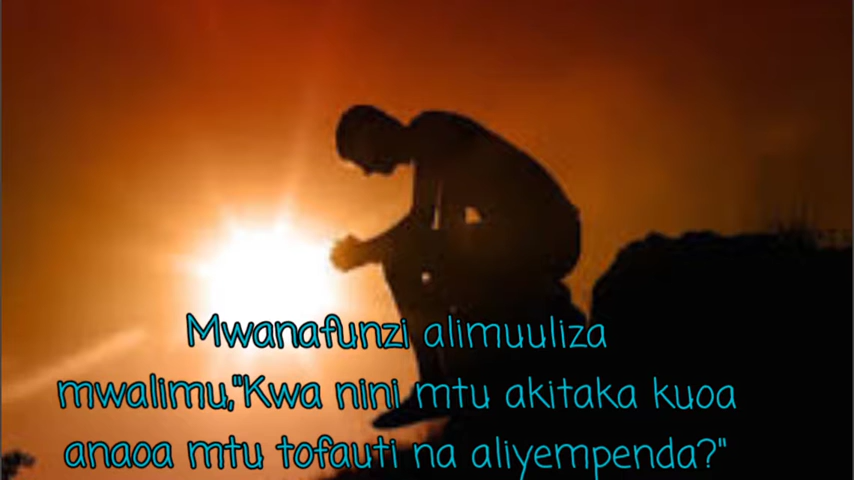 Mwanafunzi alimuuliza
mwalimu,"Kwa nini mtu akitaka kuoa
anaoa mtu tofauti na aliyempenda?"